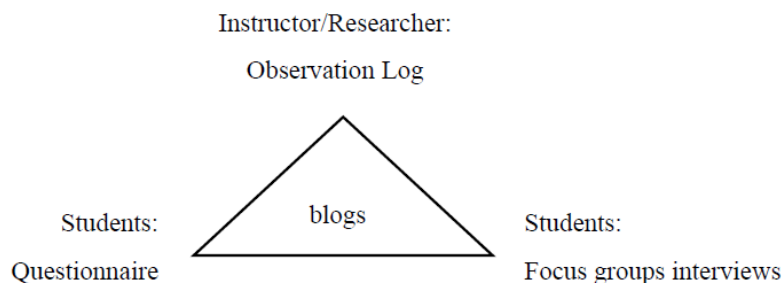 Instructor/Researcher:
Observation Log
blogs
Students:
Questionnaire
Students:
Focus groups interviews